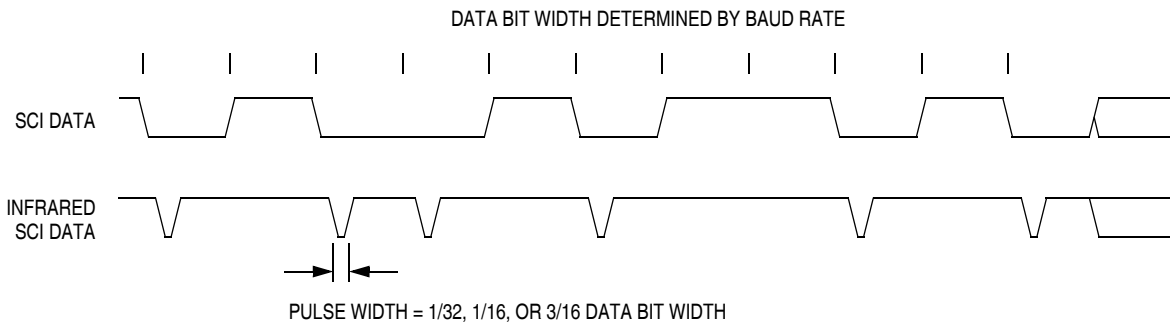 DATA BIT WIDTH DETERMINED BY BAUD RATE
SCI DATA
INFRARED
SCI DATA
PULSE WIDTH = 1/32, 1/16, OR 3/16 DATA BIT WIDTH